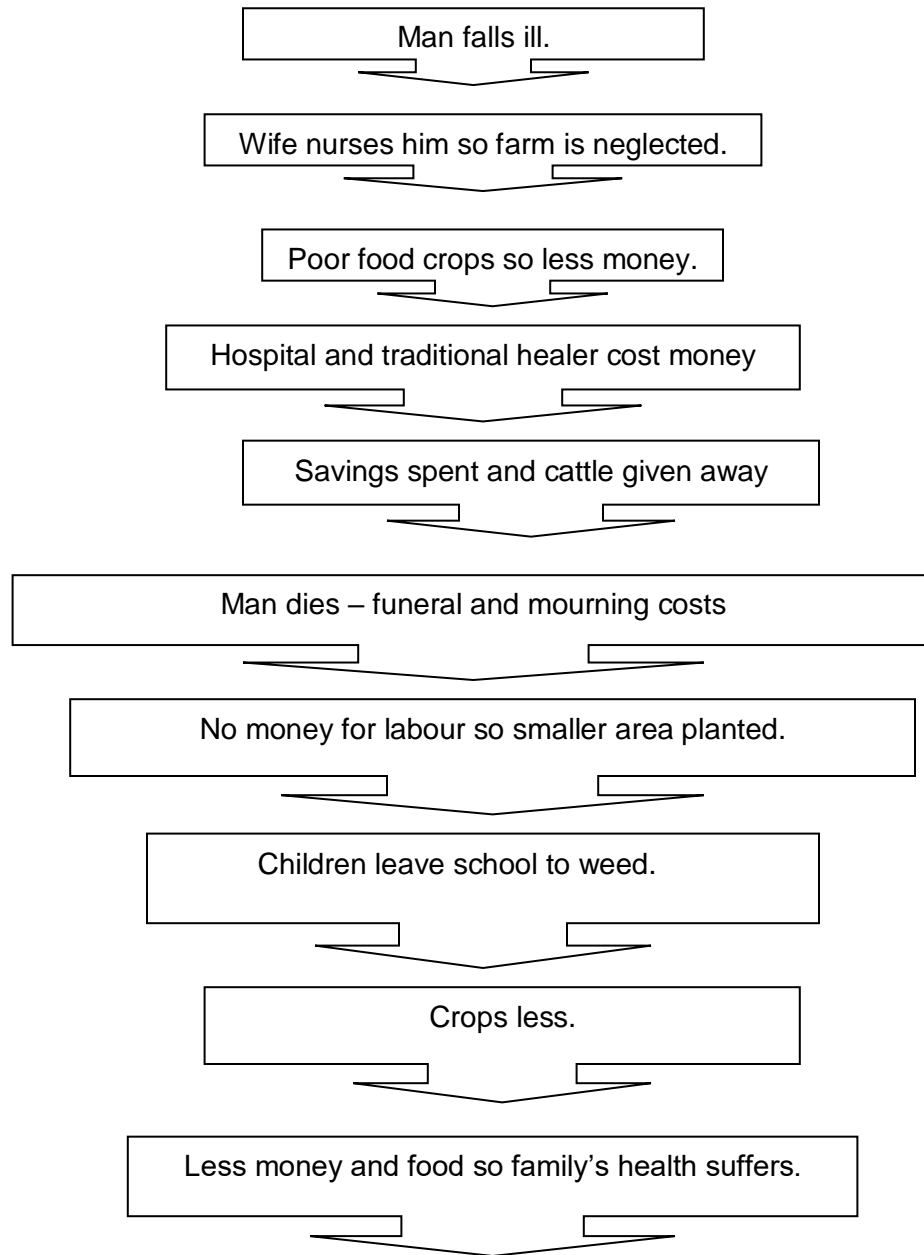 Man falls ill.
Wife nurses him so farm is neglected.
Poor food crops so less money.
Hospital and traditional healer cost money
Savings spent and cattle given away
Man dies – funeral and mourning costs
No money for labour so smaller area planted.
Children leave school to weed.
Crops less.
Less money and food so family’s health suffers.